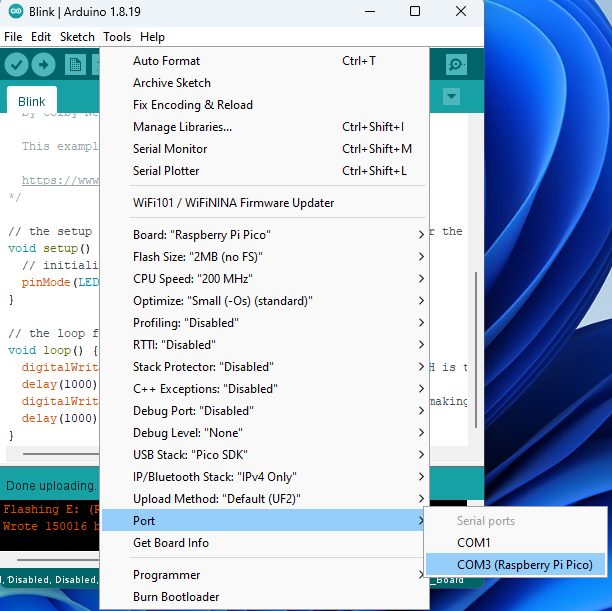 Blink | Arduino 1.8.19
File Edit Sketch Tools Help
Blink
This exampl
https://www
*/
// the setup
r the
void setup()
// initiali
pinMode(LED
}
// the loop f
void loop() {
digitalWrit
H is t
delay(1000)
digitalWrit
making
delay(1000)
}
Done uploading.
Flashing E: (R
Wrote 150016 b
, Disabled, Disabled,
_Board
Auto Format Ctrl+T
Archive Sketch
Fix Encoding & Reload
Manage Libraries... Ctrl+Shift+I
Serial Monitor Ctrl+Shift+M
Serial Plotter Ctrl+Shift+L
WiFi101 / WiFiNINA Firmware Updater
Board: "Raspberry Pi Pico"
Flash Size: "2MB (no FS)"
CPU Speed: "200 MHz"
Optimize: "Small (-Os) (standard)"
Profiling: "Disabled"
RTTI: "Disabled"
Stack Protector: "Disabled"
C++ Exceptions: "Disabled"
Debug Port: "Disabled"
Debug Level: "None"
USB Stack: "Pico SDK"
IP/Bluetooth Stack: "IPv4 Only"
Upload Method: "Default (UF2)"
Port
Get Board Info
Programmer
Burn Bootloader
Serial ports
COM1
COM3 (Raspberry Pi Pico)